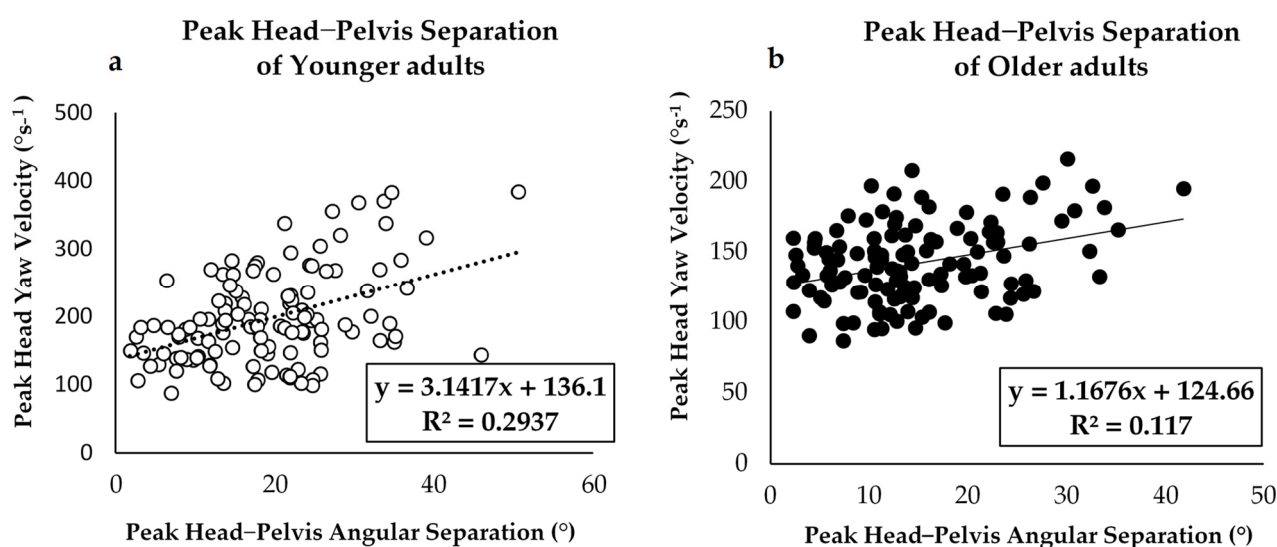 Peak Head−Pelvis Separation
of Younger adults
a
Peak Head Yaw Velocity (°s-¹ )
500
400
300
200
100
0
0
20
40
60
y = 3.1417x + 136.1
R² = 0.2937
Peak Head−Pelvis Angular Separation (°)
Peak Head−Pelvis Separation
of Older adults
b
Peak Head Yaw Velocity (°s-¹ )
250
200
150
100
50
0
0
10
20
30
40
50
y = 1.1676x + 124.66
R² = 0.117
Peak Head−Pelvis Angular Separation (°)